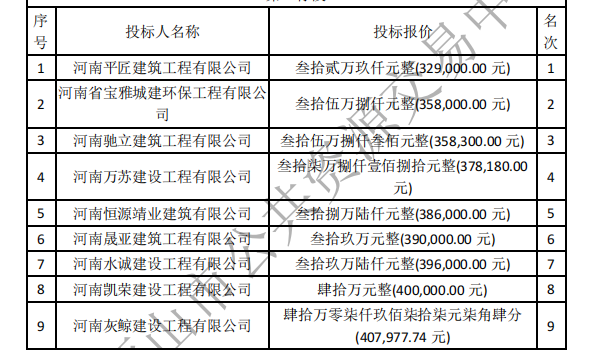 序号 投标人名称 投标报价 名次
1 河南平匠建筑工程有限公司 叁拾贰万玖仟元整(329,000.00 元) 1
2 河南省宝雅城建环保工程有限公司 叁拾伍万捌仟元整(358,000.00 元) 2
3 河南驰立建筑工程有限公司 叁拾伍万捌仟叁佰元整(358,300.00 元) 3
4 河南万苏建设工程有限公司 叁拾柒万捌仟壹佰捌拾元整(378,180.00 元) 4
5 河南恒源靖业建筑有限公司 叁拾捌万陆仟元整(386,000.00 元) 5
6 河南晟亚建筑工程有限公司 叁拾玖万元整(390,000.00 元) 6
7 河南水诚建设工程有限公司 叁拾玖万陆仟元整(396,000.00 元) 7
8 河南凯荣建设工程有限公司 肆拾万元整(400,000.00 元) 8
9 河南灰鲸建设工程有限公司 肆拾万零柒仟玖佰柒拾柒元柒角肆分(407,977.74 元) 9
山市公共资源交易中